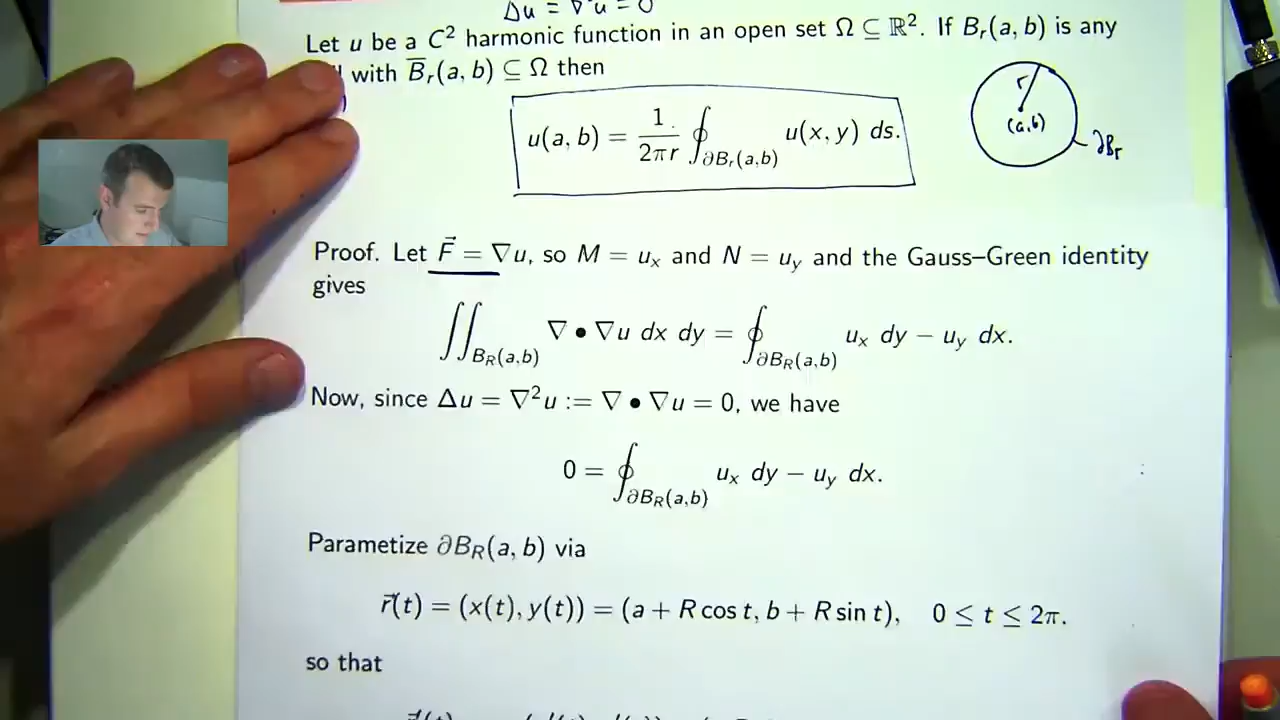 Δu = ∇²u = 0
Let u be a C² harmonic function in an open set Ω ⊆ ℝ². If B_r(a, b) is any
with B̅_r(a, b) ⊆ Ω then
u(a, b) = 1/(2πr) ∮_{∂B_r(a,b)} u(x, y) ds.
r
(a,b)
∂B_r
Proof. Let F⃗ = ∇u, so M = u_x and N = u_y and the Gauss–Green identity
gives
∬_{B_R(a,b)} ∇ • ∇u dx dy = ∮_{∂B_R(a,b)} u_x dy − u_y dx.
Now, since Δu = ∇²u := ∇ • ∇u = 0, we have
0 = ∮_{∂B_R(a,b)} u_x dy − u_y dx.
Parametize ∂B_R(a, b) via
r⃗(t) = (x(t), y(t)) = (a + R cos t, b + R sin t), 0 ≤ t ≤ 2π.
so that